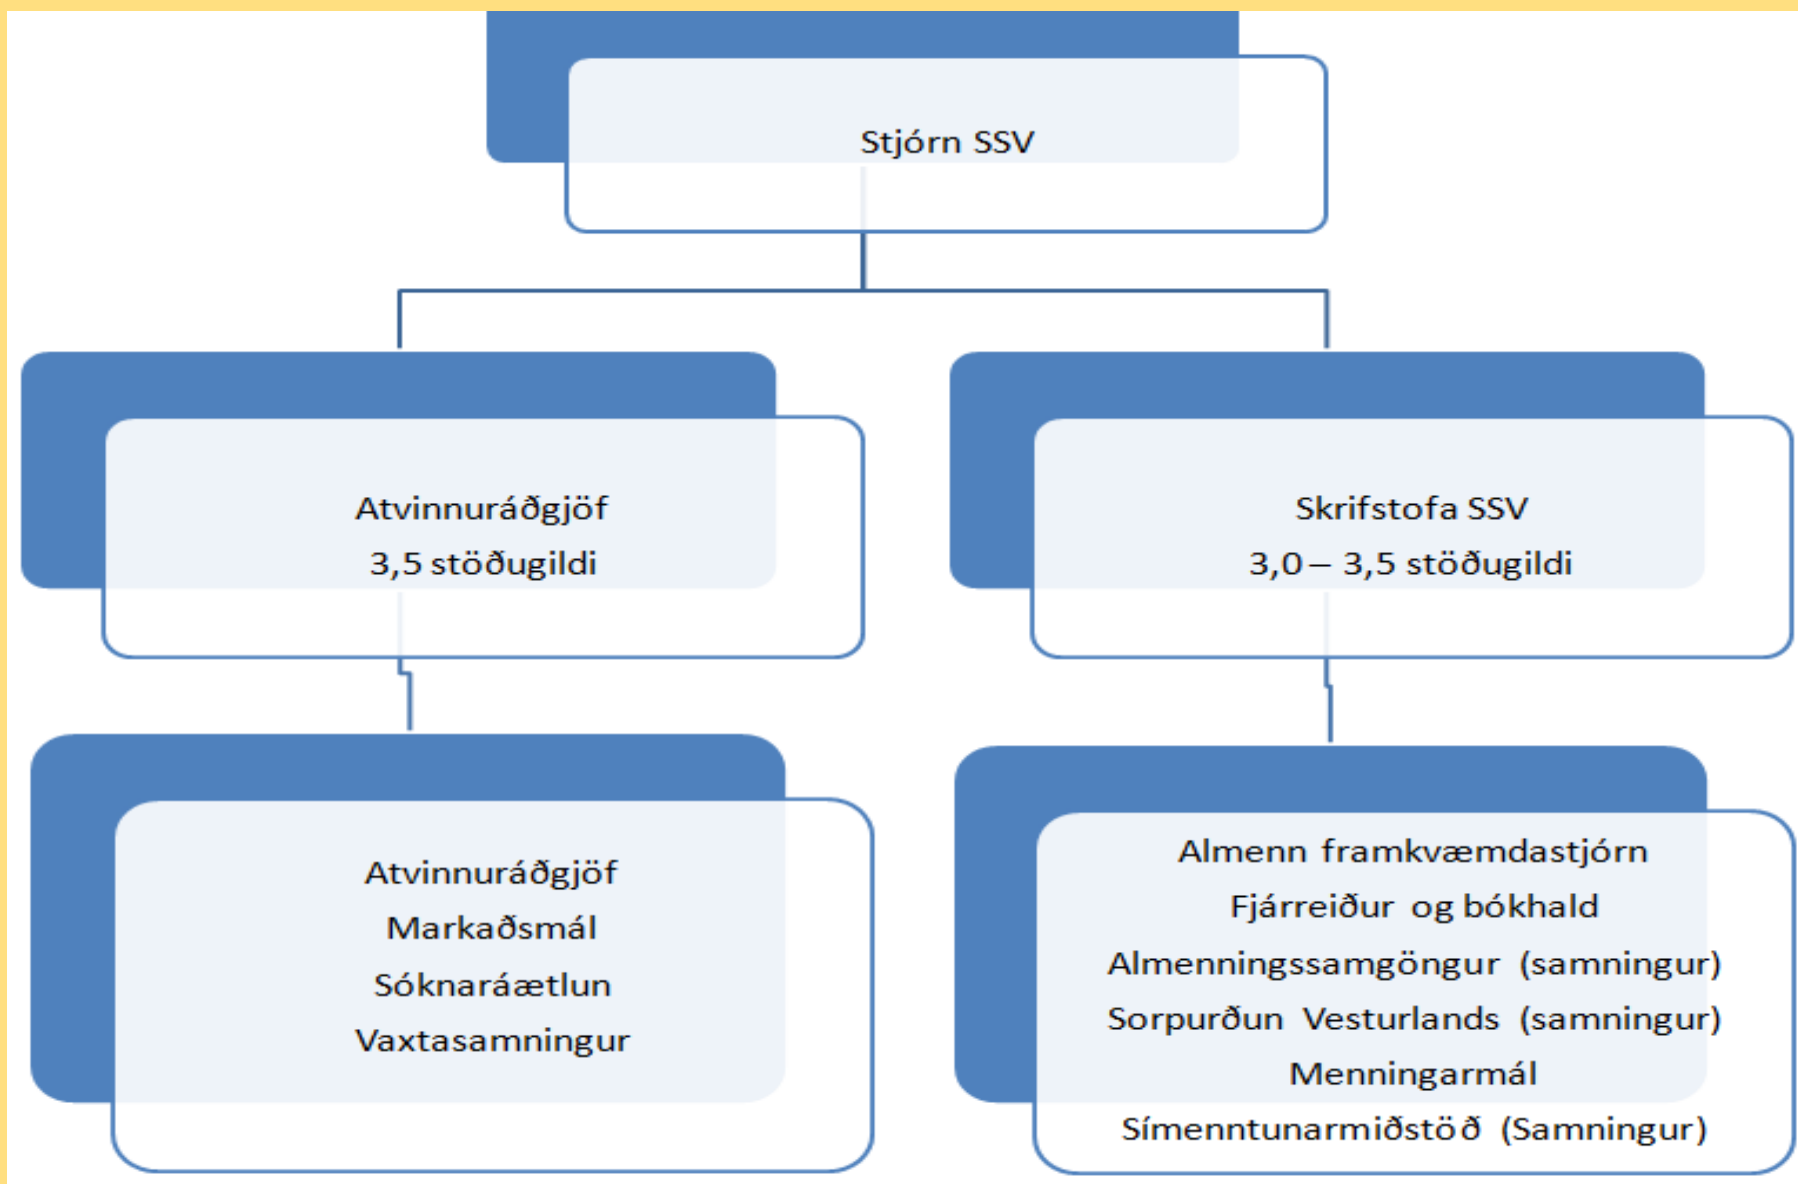 Stjórn SSV
Atvinnuráðgjöf
3,5 stöðugildi
Skrifstofa SSV
3,0 – 3,5 stöðugildi
Atvinnuráðgjöf
Markaðsmál
Sóknaráætlun
Vaxtasamningur
Almenn framkvæmdastjórn
Fjárreiður og bókhald
Almenningssamgöngur (samningur)
Sorpurðun Vesturlands (samningur)
Menningarmál
Símenntunarmiðstöð (Samningur)